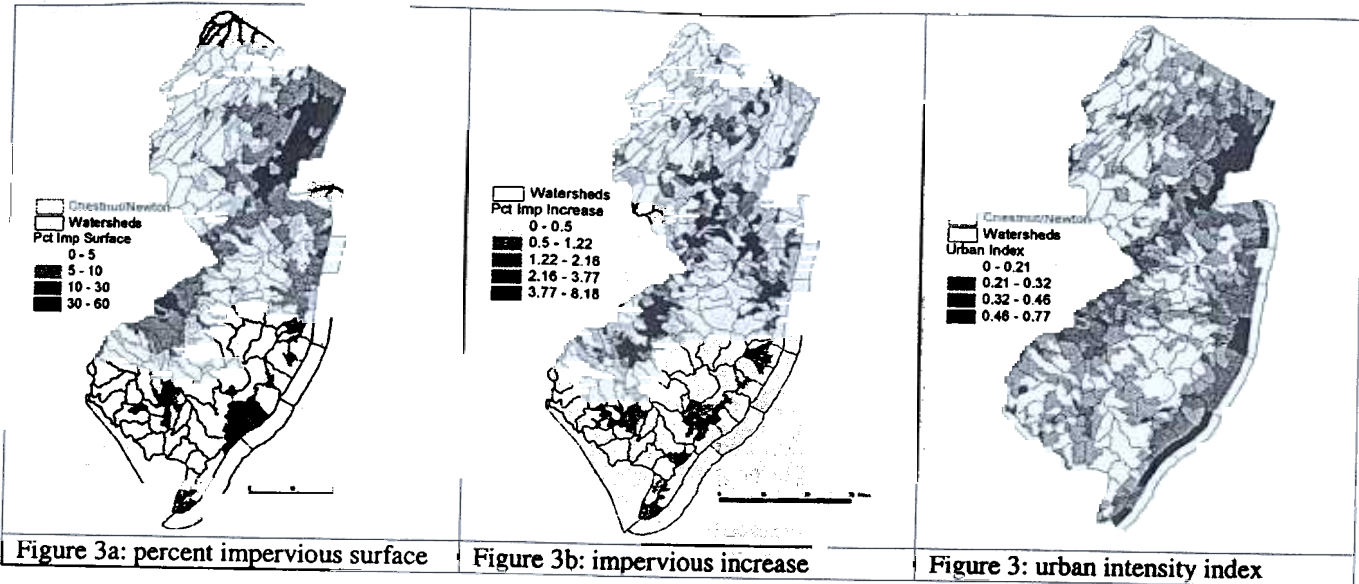 Chestnut/Newton
Watersheds
Pct Imp Surface
0 - 5
5 - 10
10 - 30
30 - 60
Figure 3a: percent impervious surface
Watersheds
Pct Imp Increase
0 - 0.5
0.5 - 1.22
1.22 - 2.16
2.16 - 3.77
3.77 - 8.18
Figure 3b: impervious increase
Chestnut/Newton
Watersheds
Urban Index
0 - 0.21
0.21 - 0.32
0.32 - 0.46
0.46 - 0.77
Figure 3: urban intensity index